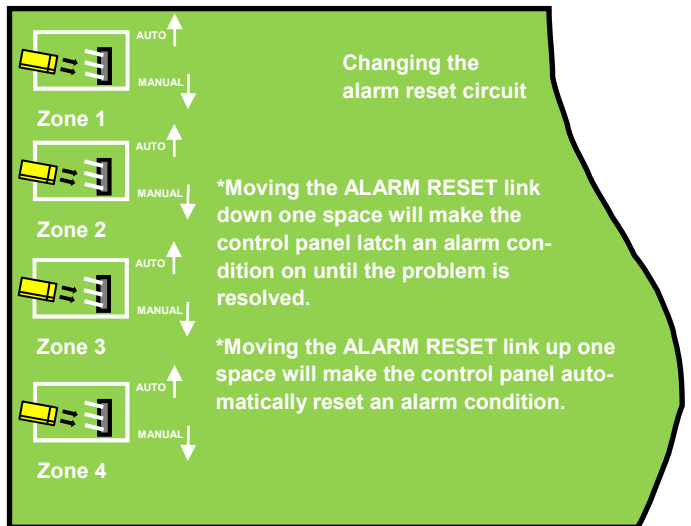 AUTO
MANUAL
Zone 1
Changing the
alarm reset circuit
AUTO
MANUAL
Zone 2
*Moving the ALARM RESET link
down one space will make the
control panel latch an alarm con-
dition on until the problem is
resolved.
AUTO
MANUAL
Zone 3
*Moving the ALARM RESET link up one
space will make the control panel auto-
matically reset an alarm condition.
AUTO
MANUAL
Zone 4